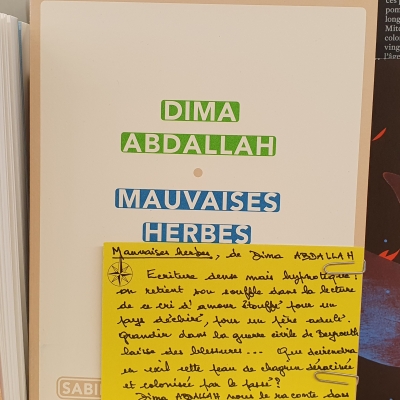 DIMA
ABDALLAH
MAUVAISES
HERBES
Mauvaises herbes, de Dima ABDALLAH
Ecriture dense mais hypnotique,
on retient son souffle dans la lecture
de ce cri d'amour étouffé pour un
pays déchiré, pour un père adulé.
Grandir dans la guerre civile de Beyrouth
laisse des blessures... Que deviendra
en exil cette peau de chagrin déracinée
et colonisée par le passé ?
Dima ABDALLAH nous le raconte dans
SABI